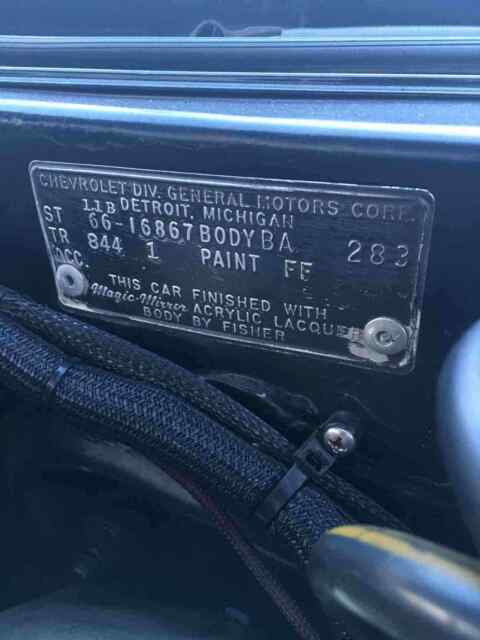 CHEVROLET DIV. GENERAL MOTORS CORP.
11B DETROIT, MICHIGAN
ST 66-16867 BODY BA 283
TR 844 1 PAINT FF
ACC.
THIS CAR FINISHED WITH
Magic-Mirror ACRYLIC LACQUER
BODY BY FISHER